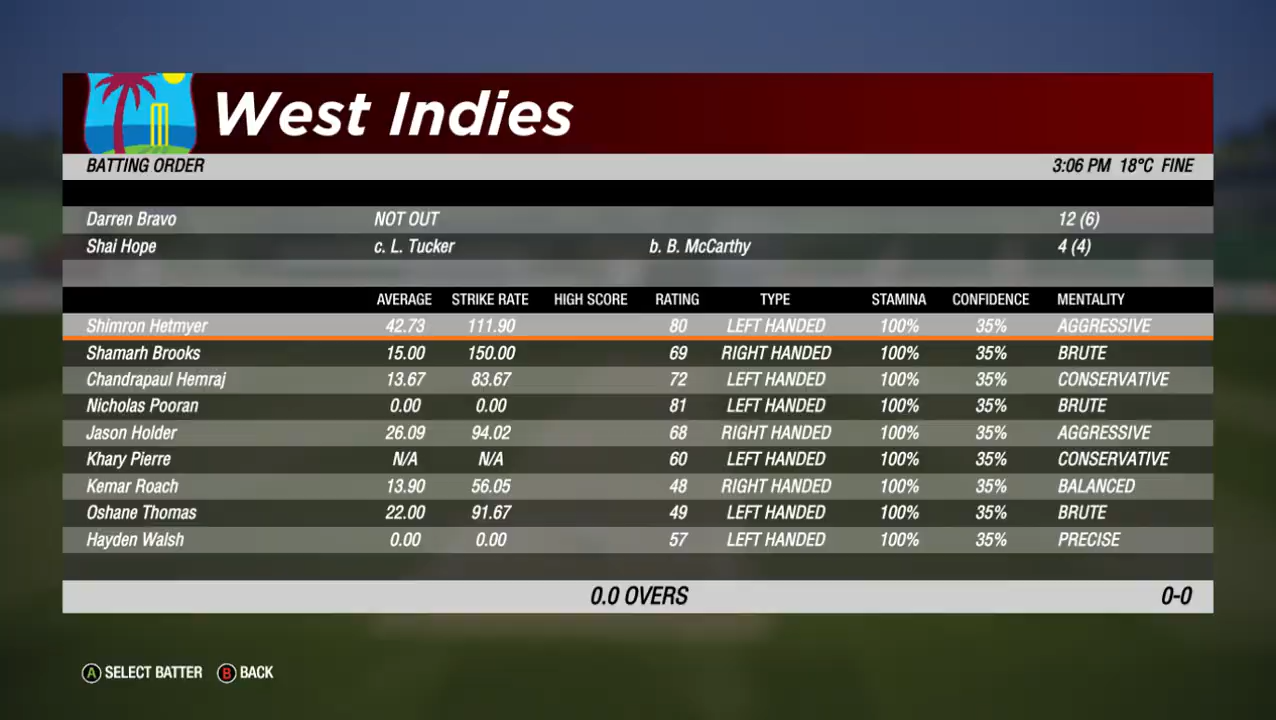 West Indies
BATTING ORDER 3:06 PM 18°C FINE
Darren Bravo NOT OUT 12 (6)
Shai Hope c. L. Tucker b. B. McCarthy 4 (4)
AVERAGE STRIKE RATE HIGH SCORE RATING TYPE STAMINA CONFIDENCE MENTALITY
Shimron Hetmyer 42.73 111.90 80 LEFT HANDED 100% 35% AGGRESSIVE
Shamarh Brooks 15.00 150.00 69 RIGHT HANDED 100% 35% BRUTE
Chandrapaul Hemraj 13.67 83.67 72 LEFT HANDED 100% 35% CONSERVATIVE
Nicholas Pooran 0.00 0.00 81 LEFT HANDED 100% 35% BRUTE
Jason Holder 26.09 94.02 68 RIGHT HANDED 100% 35% AGGRESSIVE
Khary Pierre N/A N/A 60 LEFT HANDED 100% 35% CONSERVATIVE
Kemar Roach 13.90 56.05 48 RIGHT HANDED 100% 35% BALANCED
Oshane Thomas 22.00 91.67 49 LEFT HANDED 100% 35% BRUTE
Hayden Walsh 0.00 0.00 57 LEFT HANDED 100% 35% PRECISE
0.0 OVERS 0-0
A SELECT BATTER B BACK